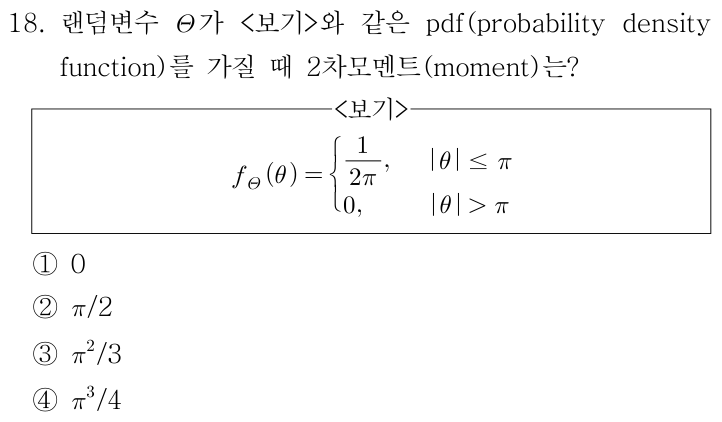 18. 랜덤변수 Θ가 <보기>와 같은 pdf(probability density
function)를 가질 때 2차모멘트(moment)는?
<보기>
f_Θ(θ) = { 1/2π, |θ| ≤ π
0, |θ| > π
① 0
② π/2
③ π²/3
④ π³/4